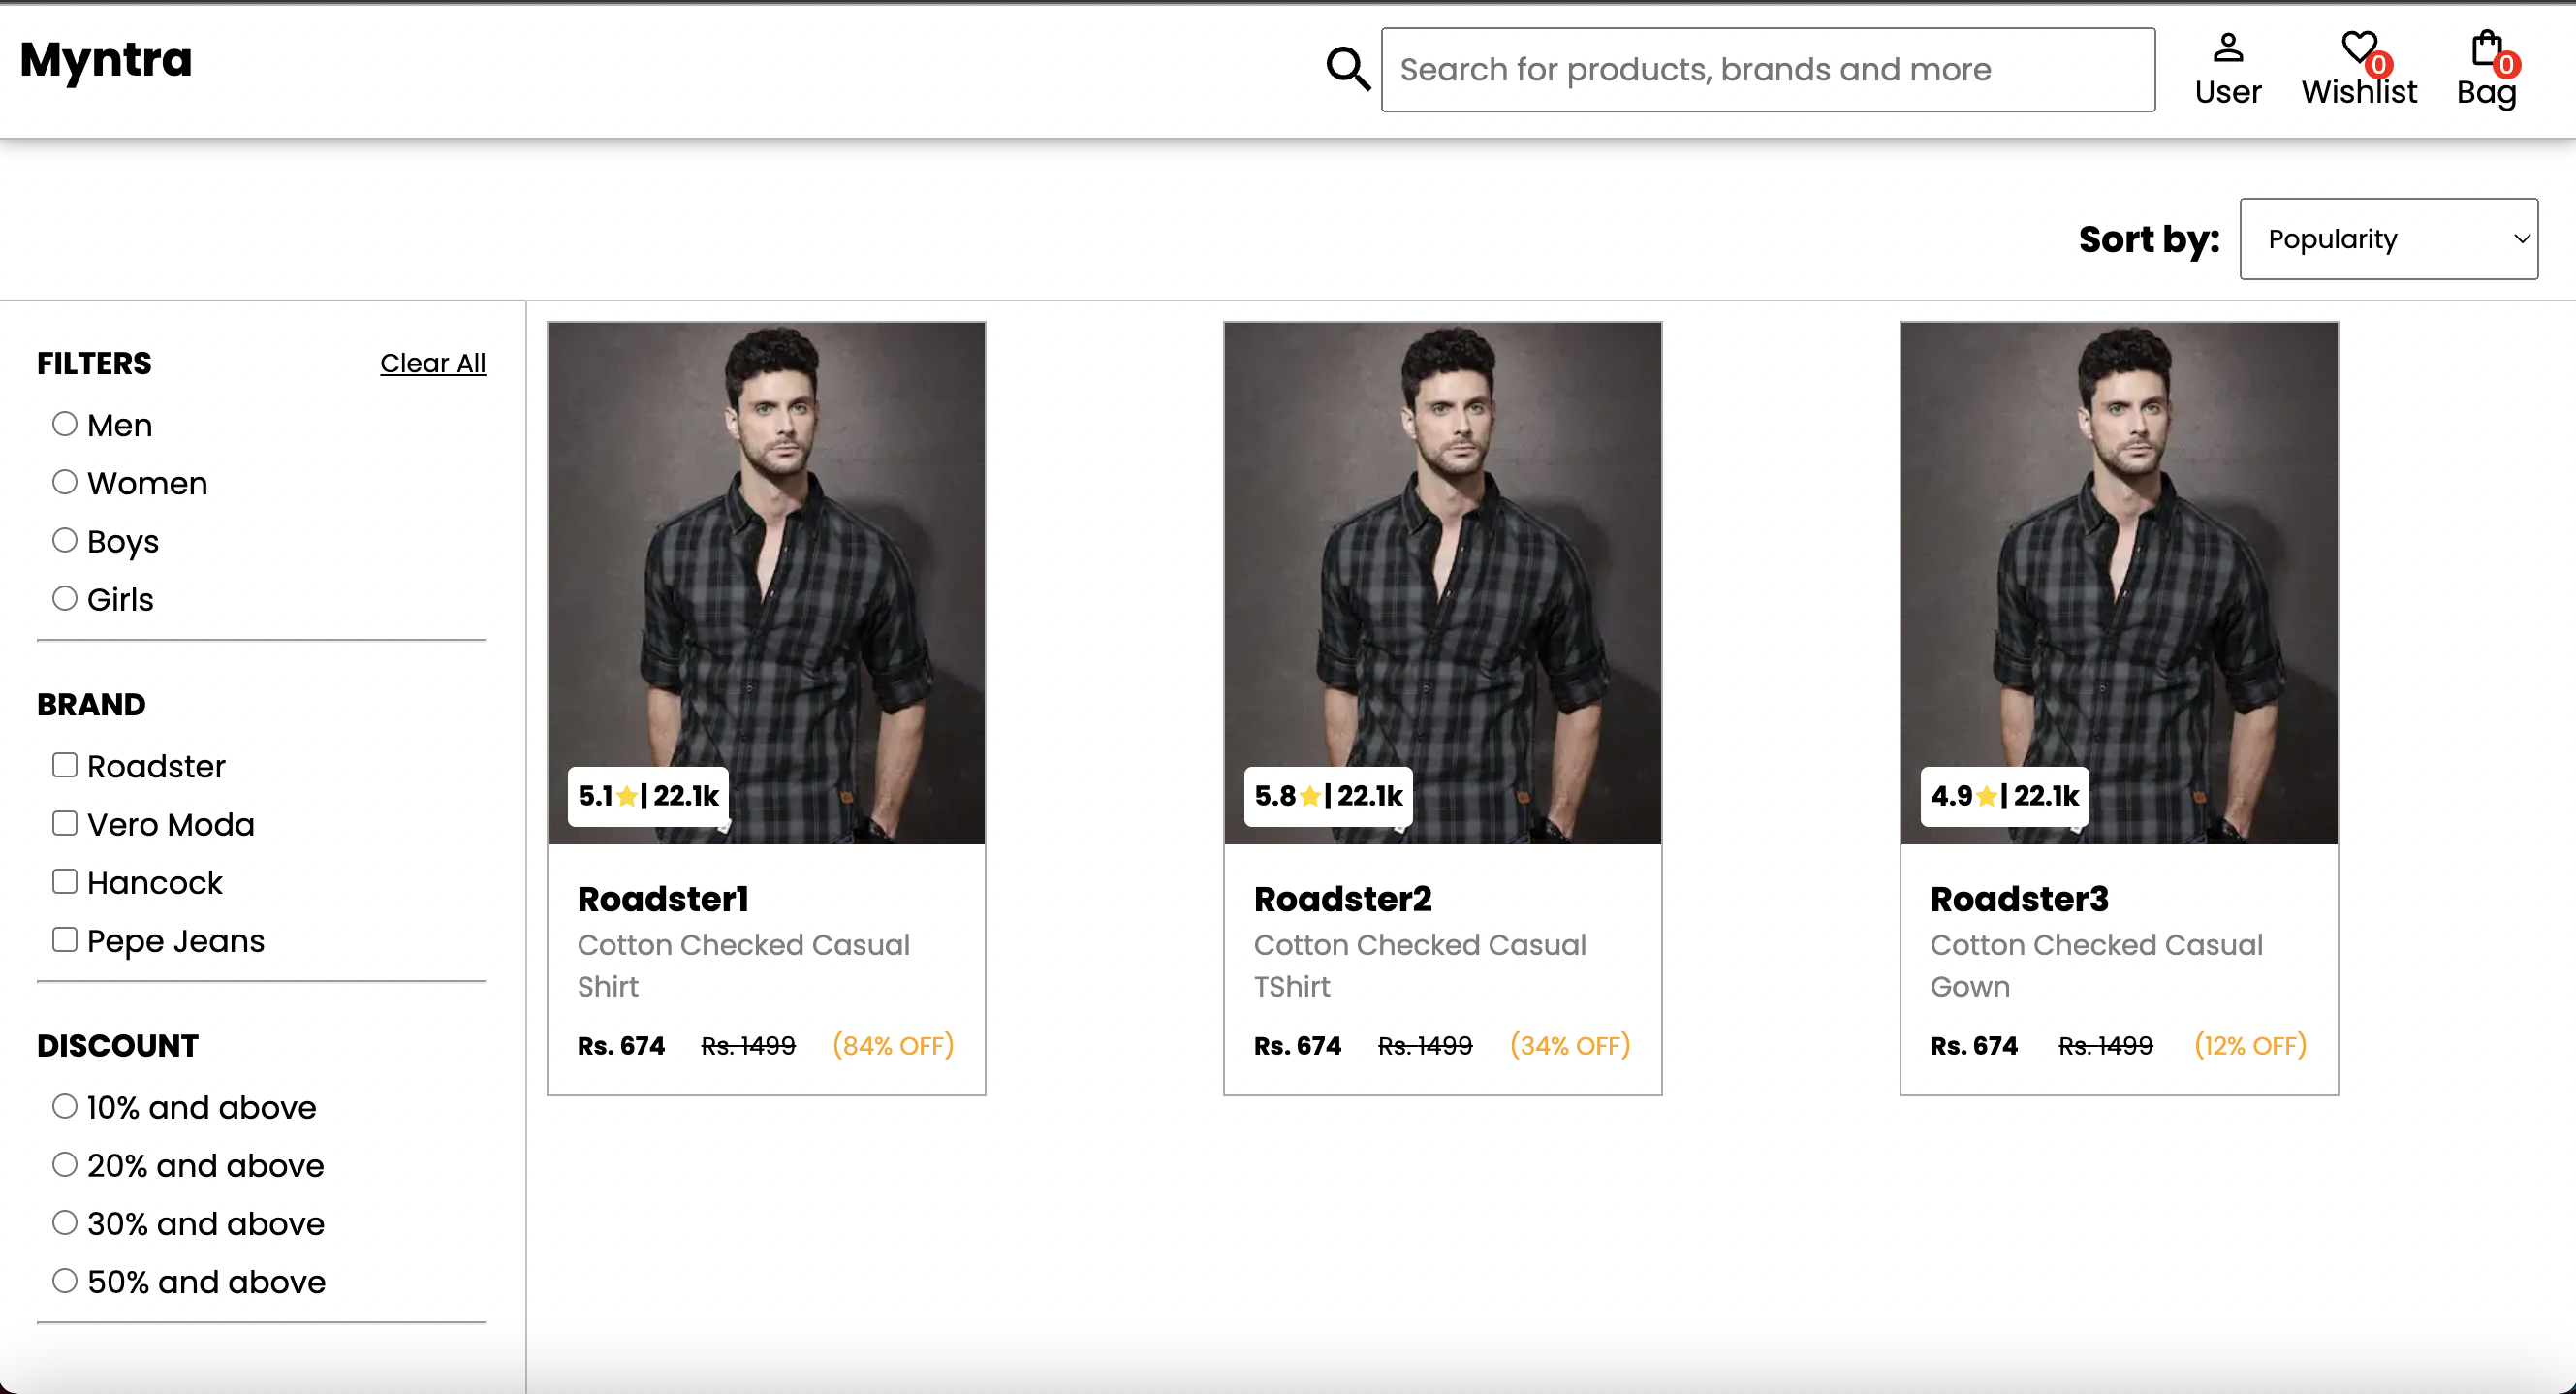 Myntra
Search for products, brands and more
User
Wishlist
0
Bag
0
Sort by:
Popularity
FILTERS
Clear All
Men
Women
Boys
Girls
BRAND
Roadster
Vero Moda
Hancock
Pepe Jeans
DISCOUNT
10% and above
20% and above
30% and above
50% and above
5.1⭐| 22.1k
Roadster1
Cotton Checked Casual
Shirt
Rs. 674 Rs. 1499 (84% OFF)
5.8⭐| 22.1k
Roadster2
Cotton Checked Casual
TShirt
Rs. 674 Rs. 1499 (34% OFF)
4.9⭐| 22.1k
Roadster3
Cotton Checked Casual
Gown
Rs. 674 Rs. 1499 (12% OFF)